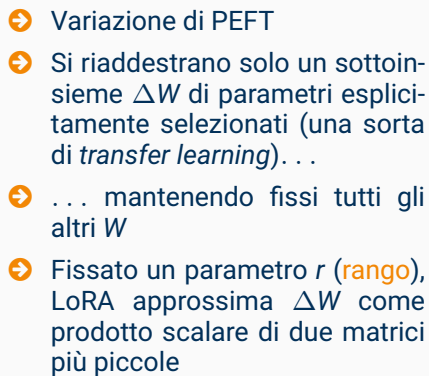 Variazione di PEFT
Si riaddestrano solo un sottoin-
sieme ΔW di parametri esplici-
tamente selezionati (una sorta
di transfer learning). . .
. . . mantenendo fissi tutti gli
altri W
Fissato un parametro r (rango),
LoRA approssima ΔW come
prodotto scalare di due matrici
più piccole